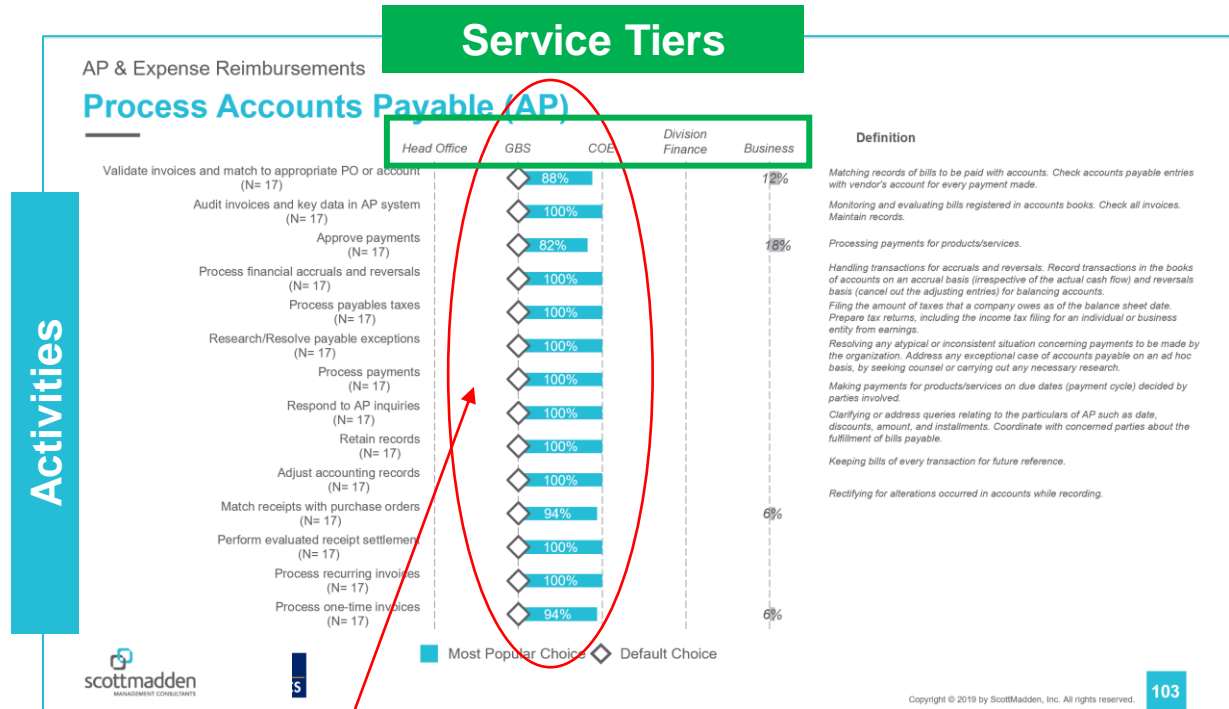 Service Tiers
AP & Expense Reimbursements
Process Accounts Payable (AP)
Head Office
GBS
COE
Division
Finance
Business
Definition
Activities
Validate invoices and match to appropriate PO or account
(N= 17)
88%
12%
Matching records of bills to be paid with accounts. Check accounts payable entries
with vendor's account for every payment made.
Audit invoices and key data in AP system
(N= 17)
100%
Monitoring and evaluating bills registered in accounts books. Check all invoices.
Maintain records.
Approve payments
(N= 17)
82%
18%
Processing payments for products/services.
Process financial accruals and reversals
(N= 17)
100%
Handling transactions for accruals and reversals. Record transactions in the books
of accounts on an accrual basis (irrespective of the actual cash flow) and reversals
basis (cancel out the adjusting entries) for balancing accounts.
Process payables taxes
(N= 17)
100%
Filing the amount of taxes that a company owes as of the balance sheet date.
Prepare tax returns, including the income tax filing for an individual or business
entity from earnings.
Research/Resolve payable exceptions
(N= 17)
100%
Resolving any atypical or inconsistent situation concerning payments to be made by
the organization. Address any exceptional case of accounts payable on an ad hoc
basis, by seeking counsel or carrying out any necessary research.
Process payments
(N= 17)
100%
Making payments for products/services on due dates (payment cycle) decided by
parties involved.
Respond to AP inquiries
(N= 17)
100%
Clarifying or address queries relating to the particulars of AP such as date,
discounts, amount, and installments. Coordinate with concerned parties about the
fulfillment of bills payable.
Retain records
(N= 17)
100%
Keeping bills of every transaction for future reference.
Adjust accounting records
(N= 17)
100%
Rectifying for alterations occurred in accounts while recording.
Match receipts with purchase orders
(N= 17)
94%
6%
Perform evaluated receipt settlement
(N= 17)
100%
Process recurring invoices
(N= 17)
100%
Process one-time invoices
(N= 17)
94%
6%
Most Popular Choice
Default Choice
scottmadden
MANAGEMENT CONSULTANTS
Copyright © 2019 by ScottMadden, Inc. All rights reserved.
103